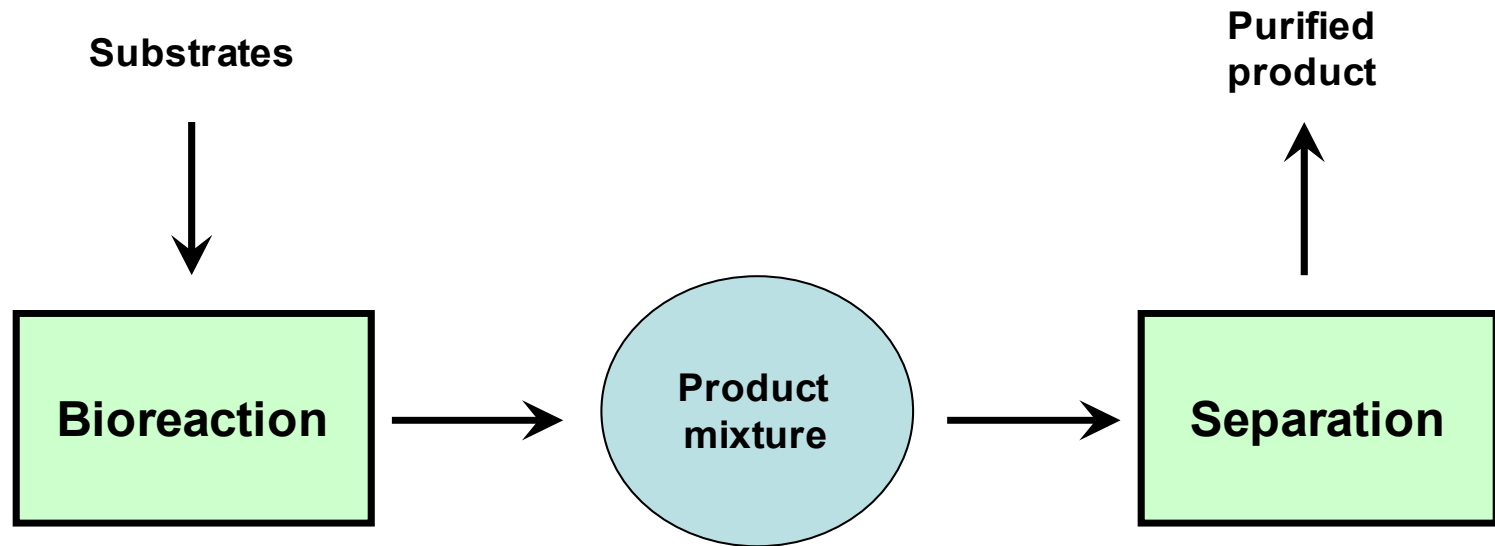 Substrates
Purified
product
Bioreaction
Product
mixture
Separation